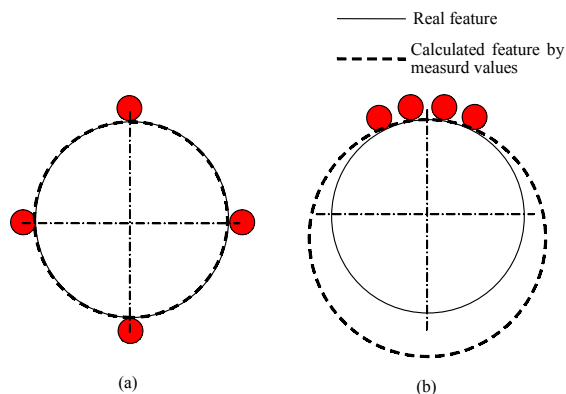 Real feature
Calculated feature by
measurd values
(a)
(b)